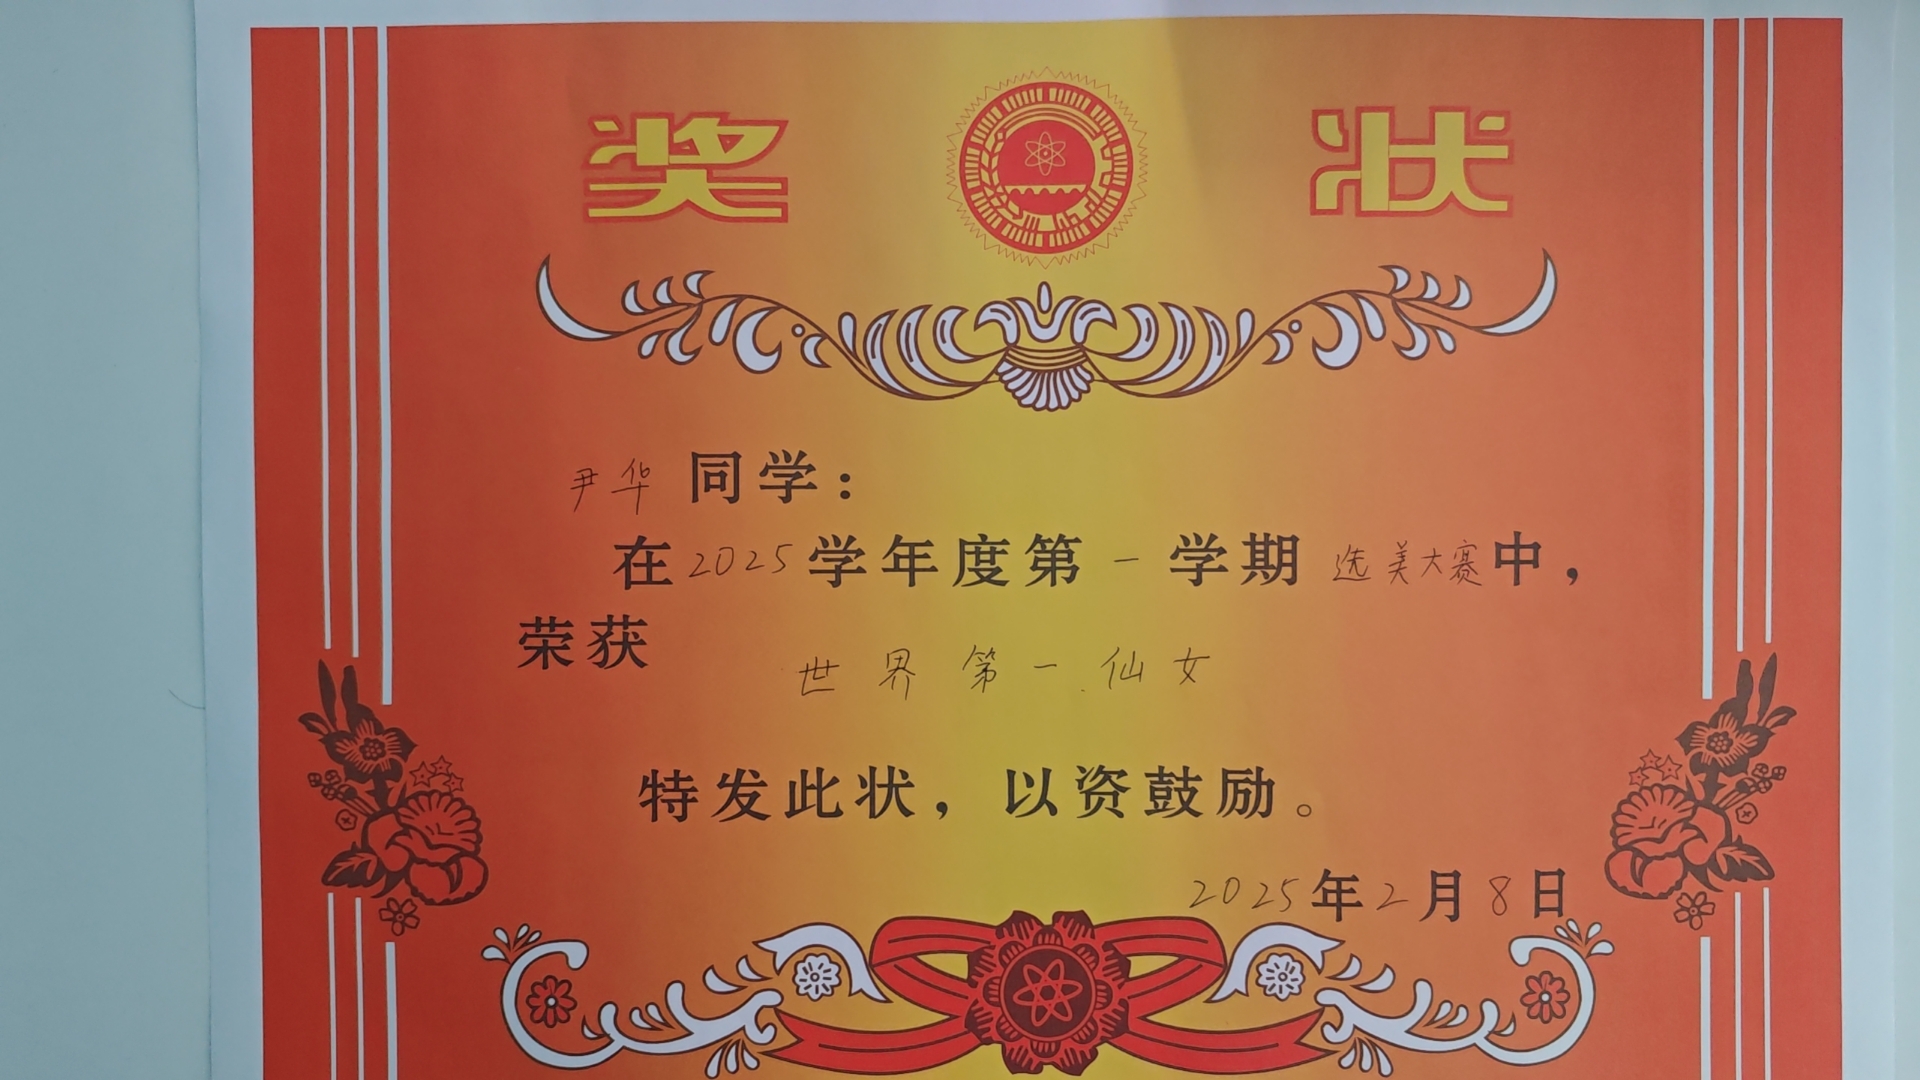 奖状
尹华同学：
在2025学年度第一学期选美大赛中，
荣获
世界第一仙女
特发此状，以资鼓励。
2025年2月8日